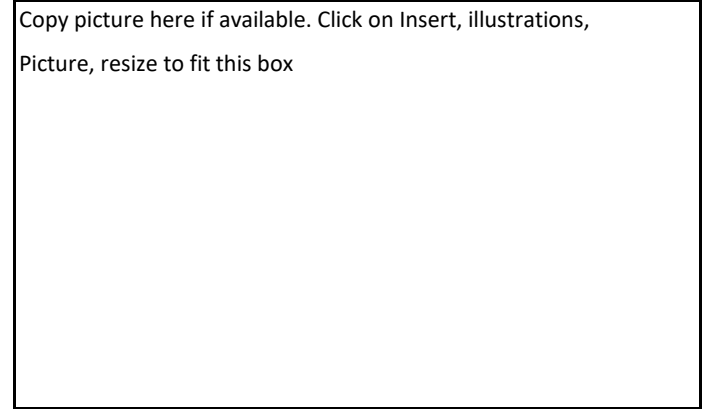 Copy picture here if available. Click on Insert, illustrations,
Picture, resize to fit this box